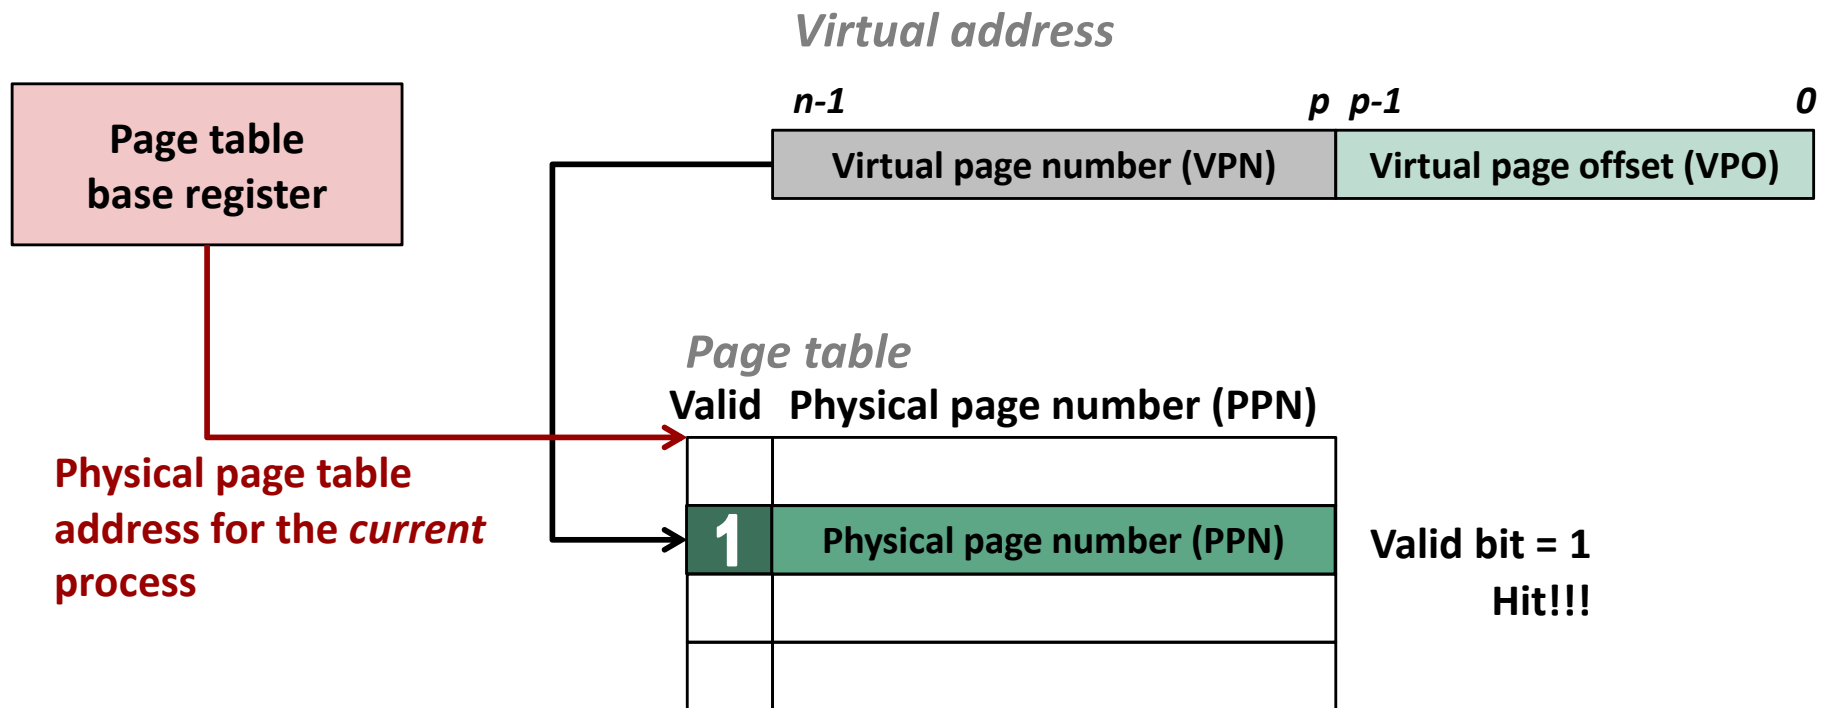 Virtual address
n-1 p p-1 0
Page table
base register
Virtual page number (VPN) Virtual page offset (VPO)
Page table
Valid Physical page number (PPN)
Physical page table
address for the current
process
1 Physical page number (PPN)
Valid bit = 1
Hit!!!